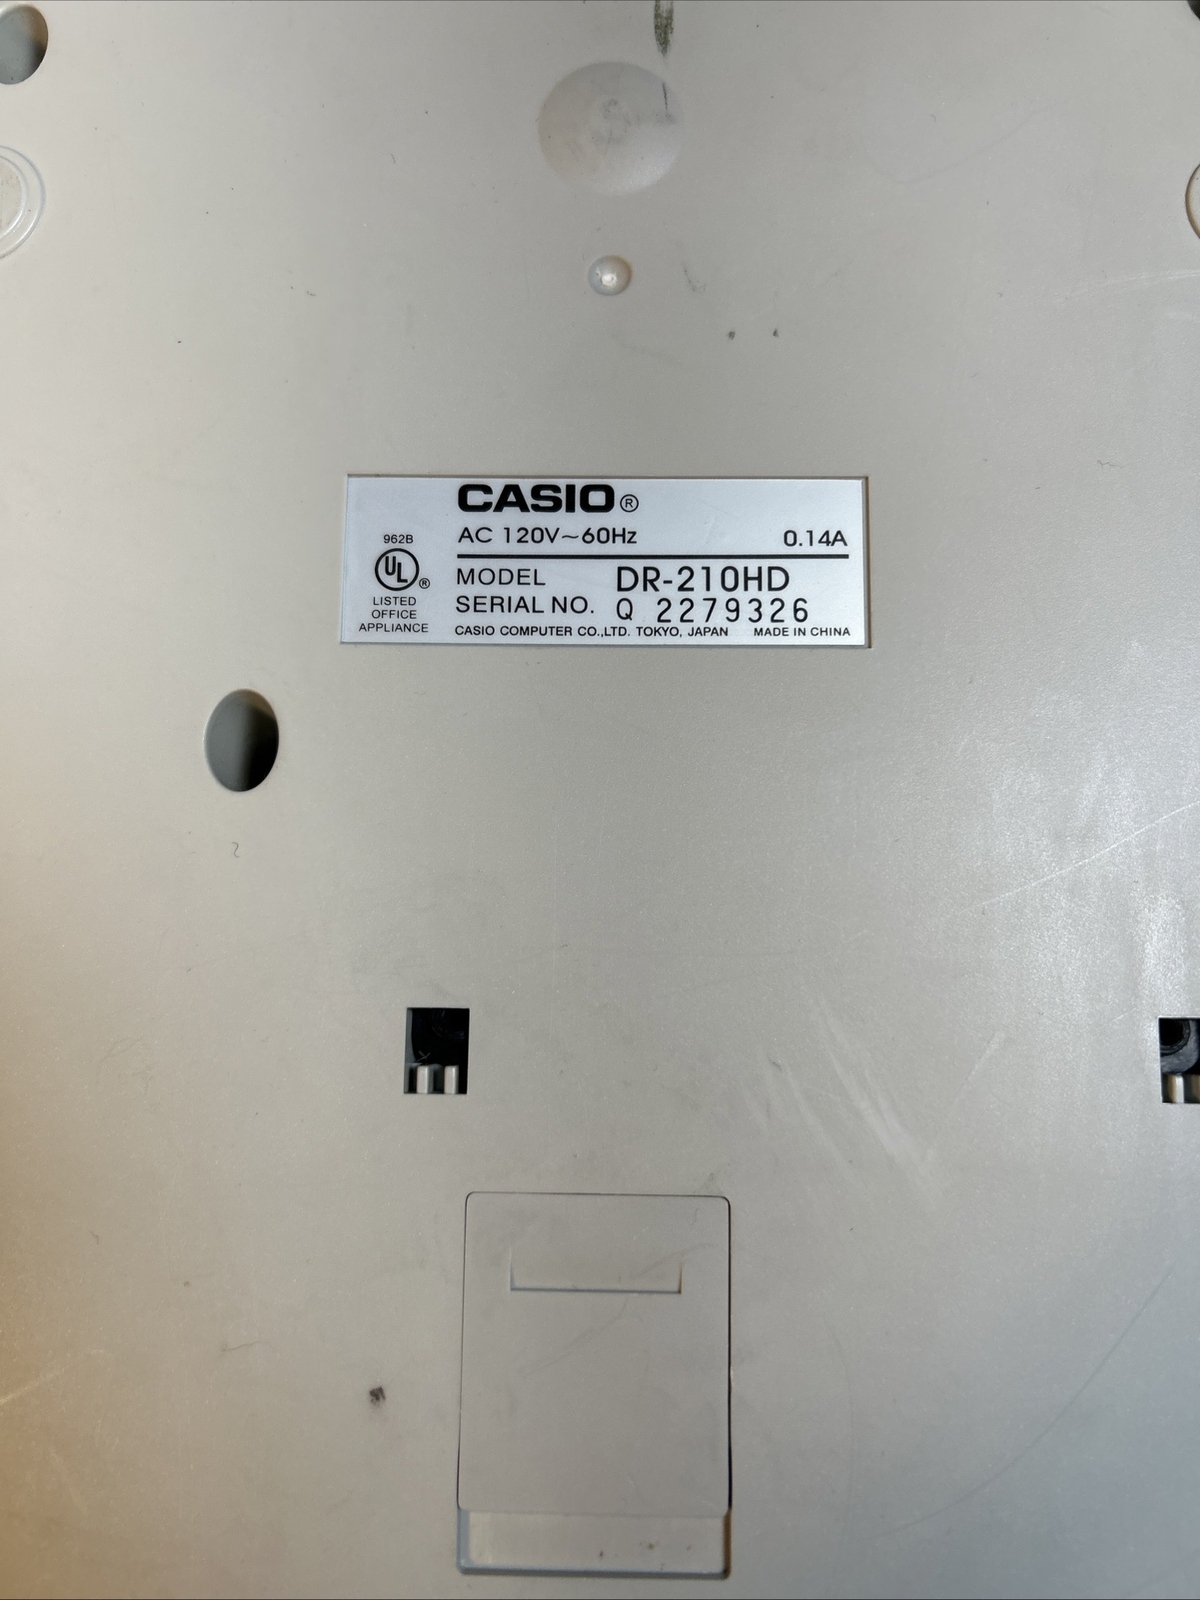 CASIO®
AC 120V~60Hz 0.14A
962B
UL®
LISTED
OFFICE
APPLIANCE
MODEL DR-210HD
SERIAL NO. Q 2279326
CASIO COMPUTER CO.,LTD. TOKYO, JAPAN MADE IN CHINA